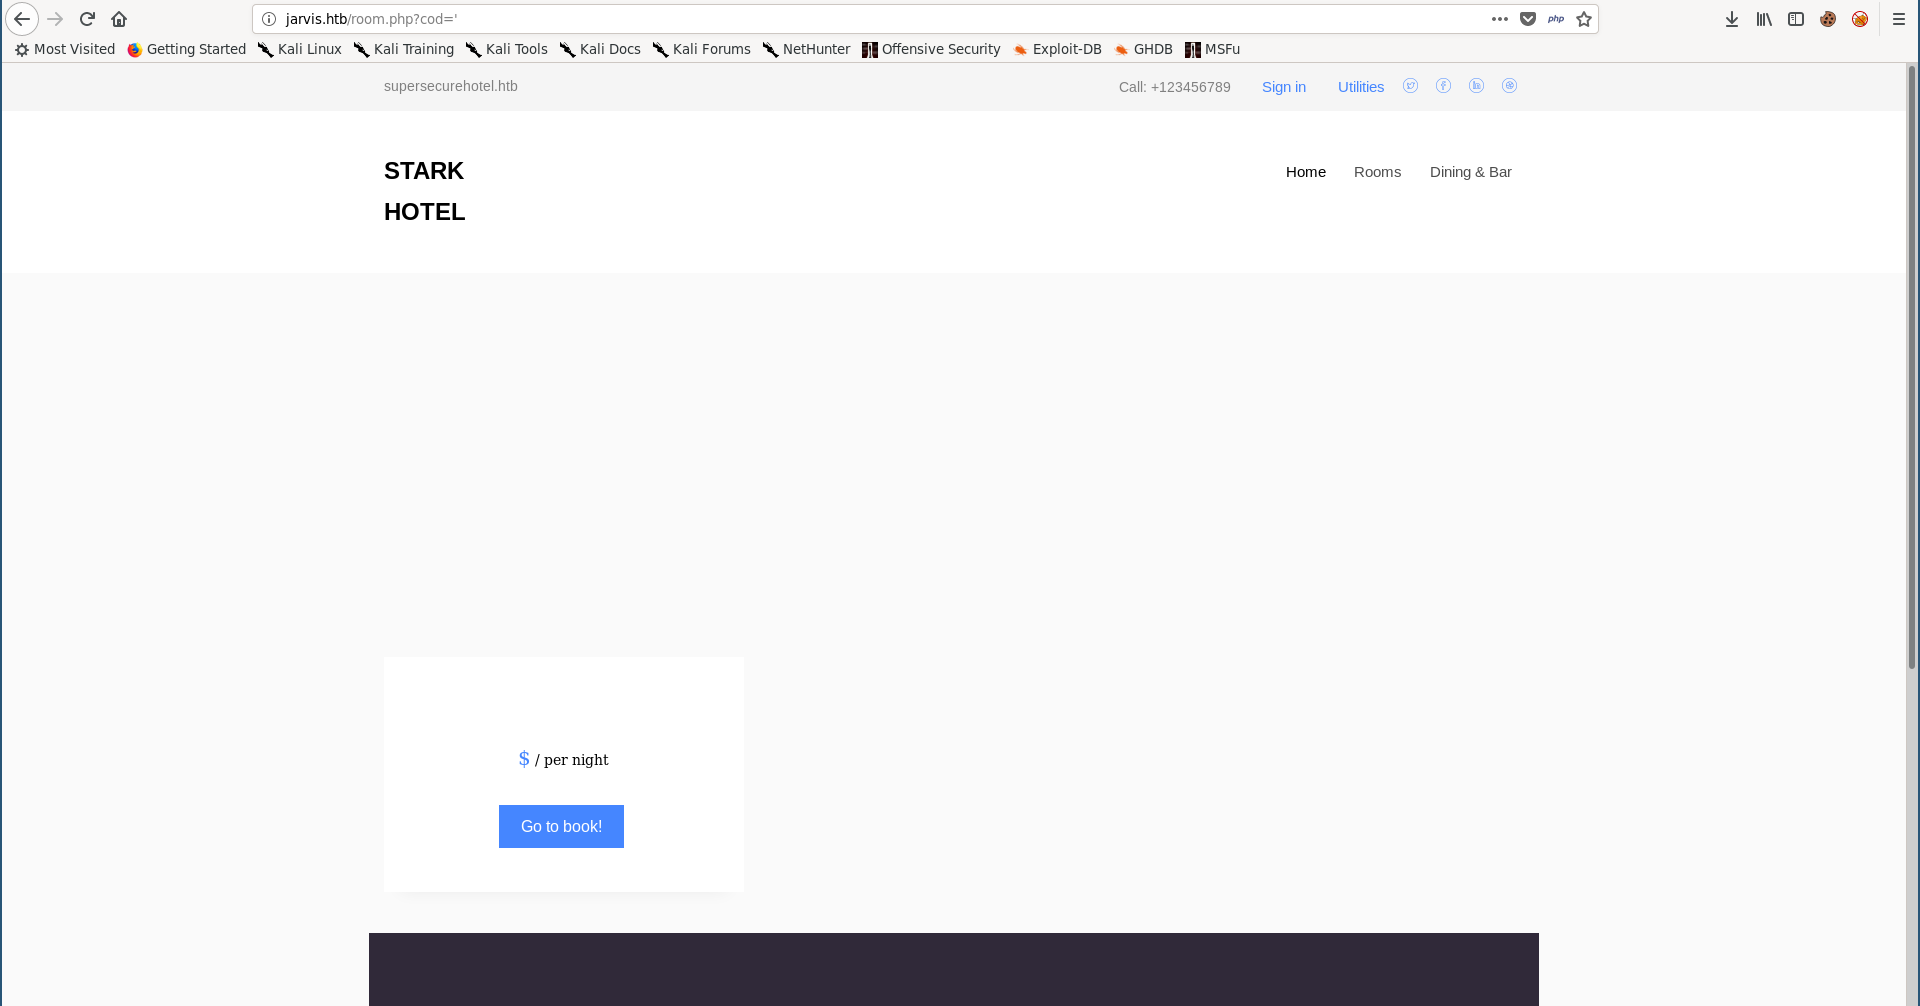 jarvis.htb/room.php?cod='
php
Most Visited Getting Started Kali Linux Kali Training Kali Tools Kali Docs Kali Forums NetHunter Offensive Security Exploit-DB GHDB MSFu
supersecurehotel.htb Call: +123456789 Sign in Utilities
STARK
HOTEL
Home Rooms Dining & Bar
$ / per night
Go to book!